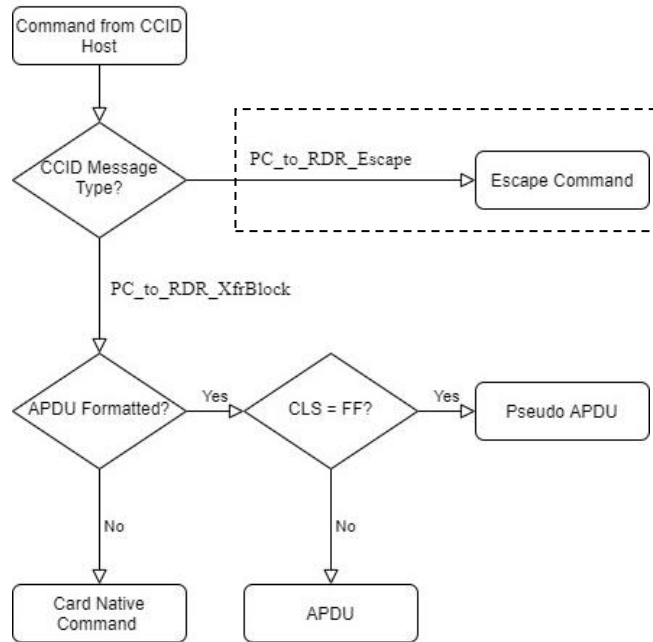 Command from CCID
Host
CCID Message
Type?
PC_to_RDR_Escape
Escape Command
PC_to_RDR_XfrBlock
APDU Formatted?
Yes
CLS = FF?
Yes
Pseudo APDU
No
No
Card Native
Command
APDU